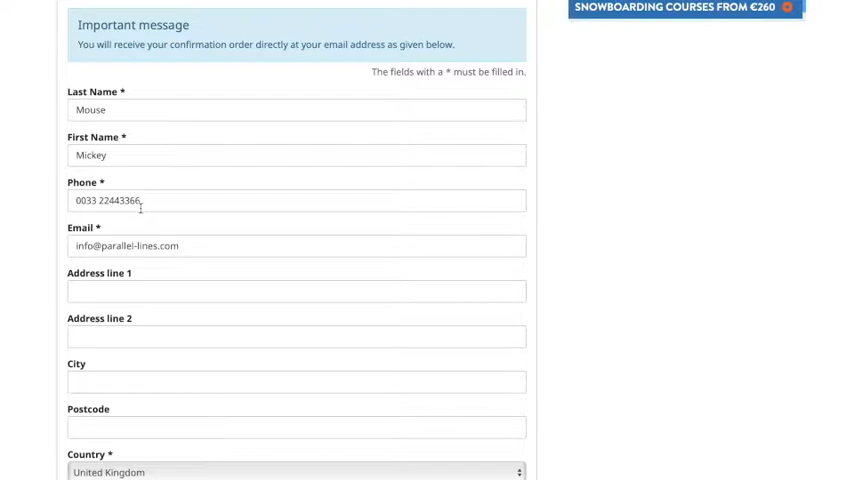 SNOWBOARDING COURSES FROM €260
Important message
You will receive your confirmation order directly at your email address as given below.
The fields with a * must be filled in.
Last Name *
Mouse
First Name *
Mickey
Phone *
0033 22443366
Email *
info@parallel-lines.com
Address line 1
Address line 2
City
Postcode
Country *
United Kingdom